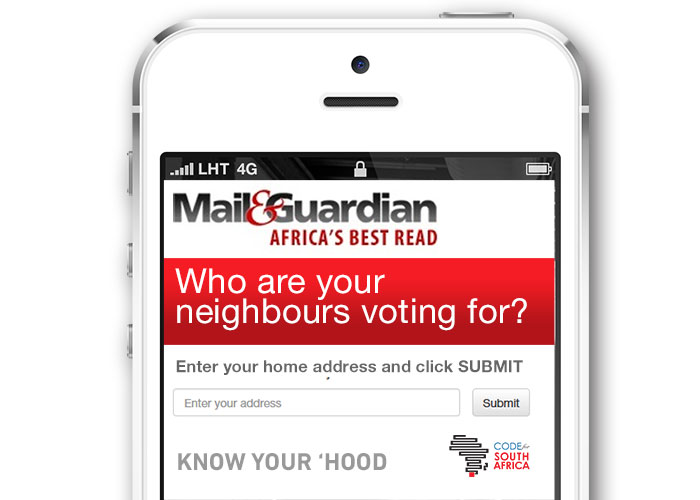 LHT 4G
Mail&Guardian
AFRICA'S BEST READ
Who are your
neighbours voting for?
Enter your home address and click SUBMIT
Enter your address
Submit
KNOW YOUR ‘HOOD
CODE for
SOUTH
AFRICA